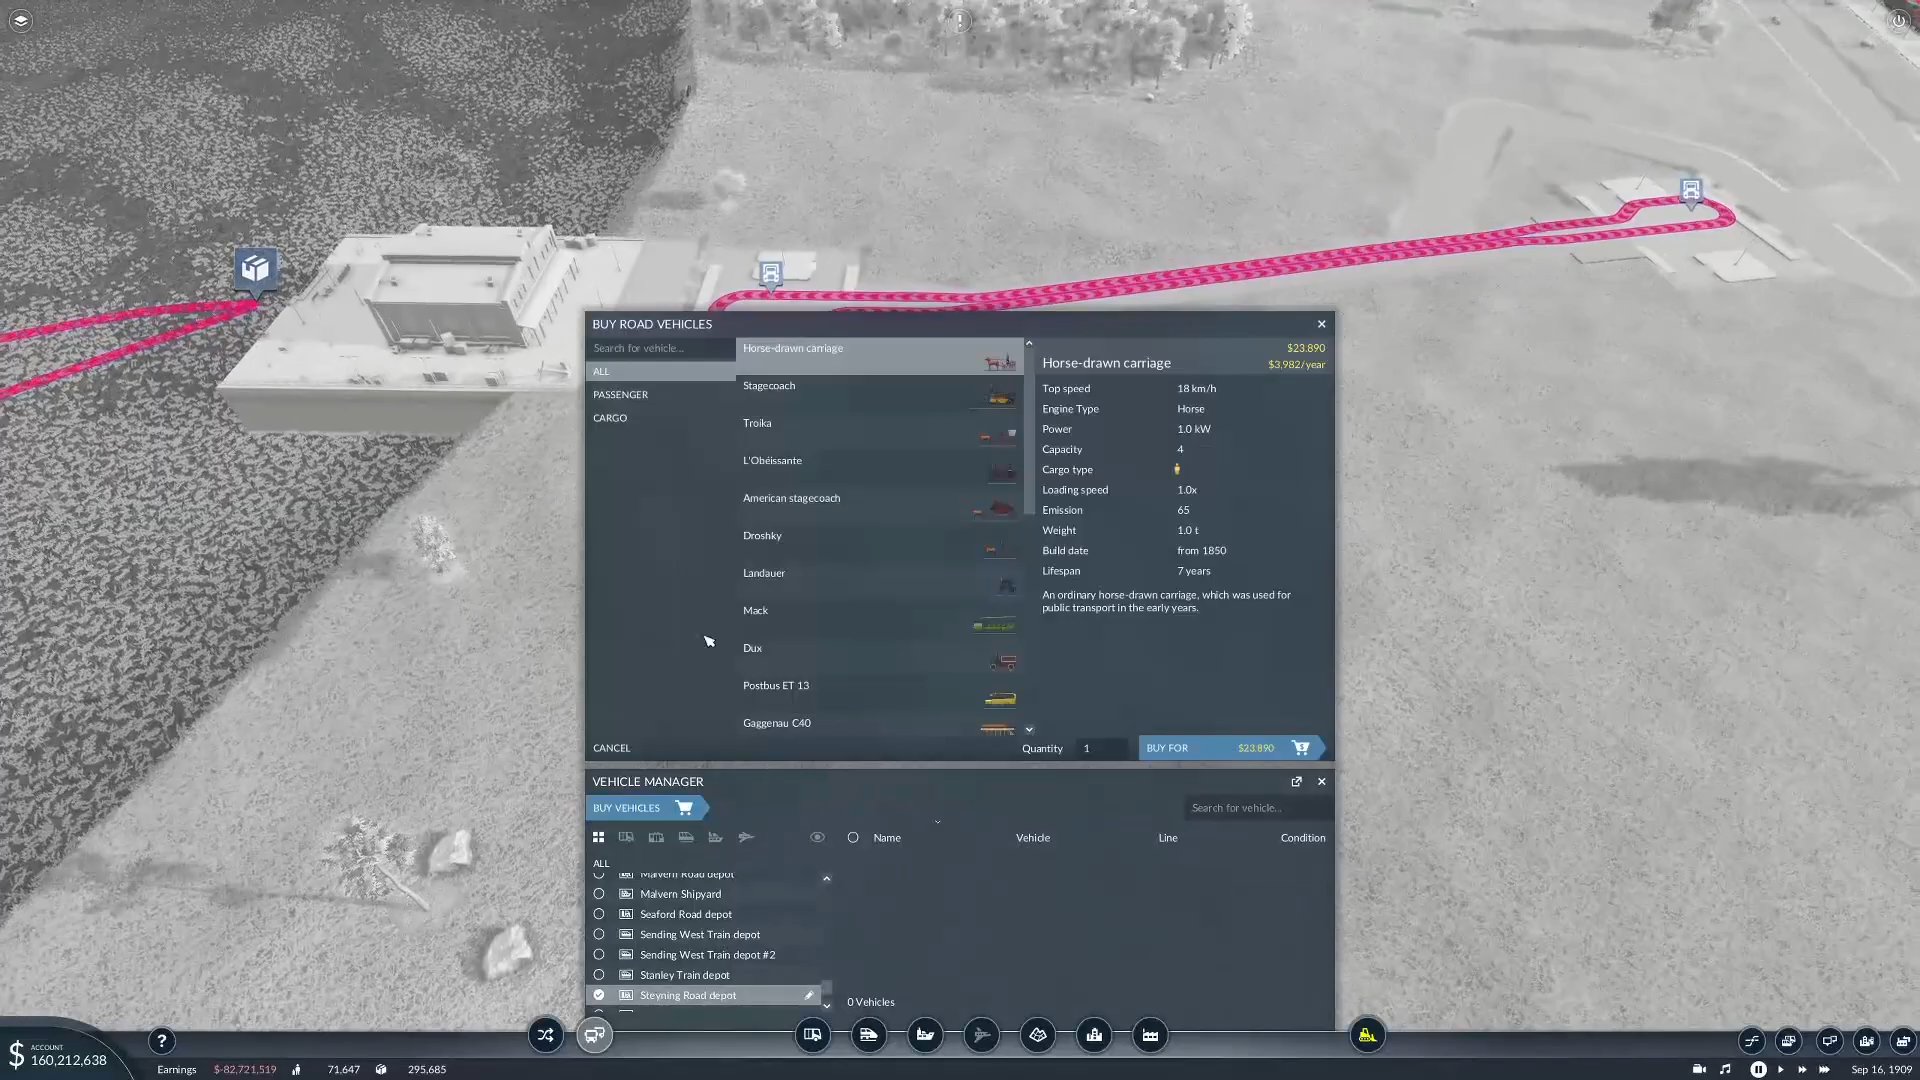 BUY ROAD VEHICLES
Search for vehicle...
ALL
PASSENGER
CARGO
Horse-drawn carriage
Stagecoach
Troika
L'Obéissante
American stagecoach
Droshky
Landauer
Mack
Dux
Postbus ET 13
Gaggenau C40
Horse-drawn carriage
$23,890
$3,982/year
Top speed 18 km/h
Engine Type Horse
Power 1.0 kW
Capacity 4
Cargo type
Loading speed 1.0x
Emission 65
Weight 1.0 t
Build date from 1850
Lifespan 7 years
An ordinary horse-drawn carriage, which was used for
public transport in the early years.
CANCEL
Quantity 1
BUY FOR $23,890
VEHICLE MANAGER
BUY VEHICLES
Search for vehicle...
Name Vehicle Line Condition
ALL
Malvern Road depot
Malvern Shipyard
Seaford Road depot
Sending West Train depot
Sending West Train depot #2
Stanley Train depot
Steyning Road depot
0 Vehicles
?
$ ACCOUNT
160,212,638
Earnings $-82,721,519 71,647 295,685
Sep 16, 1909